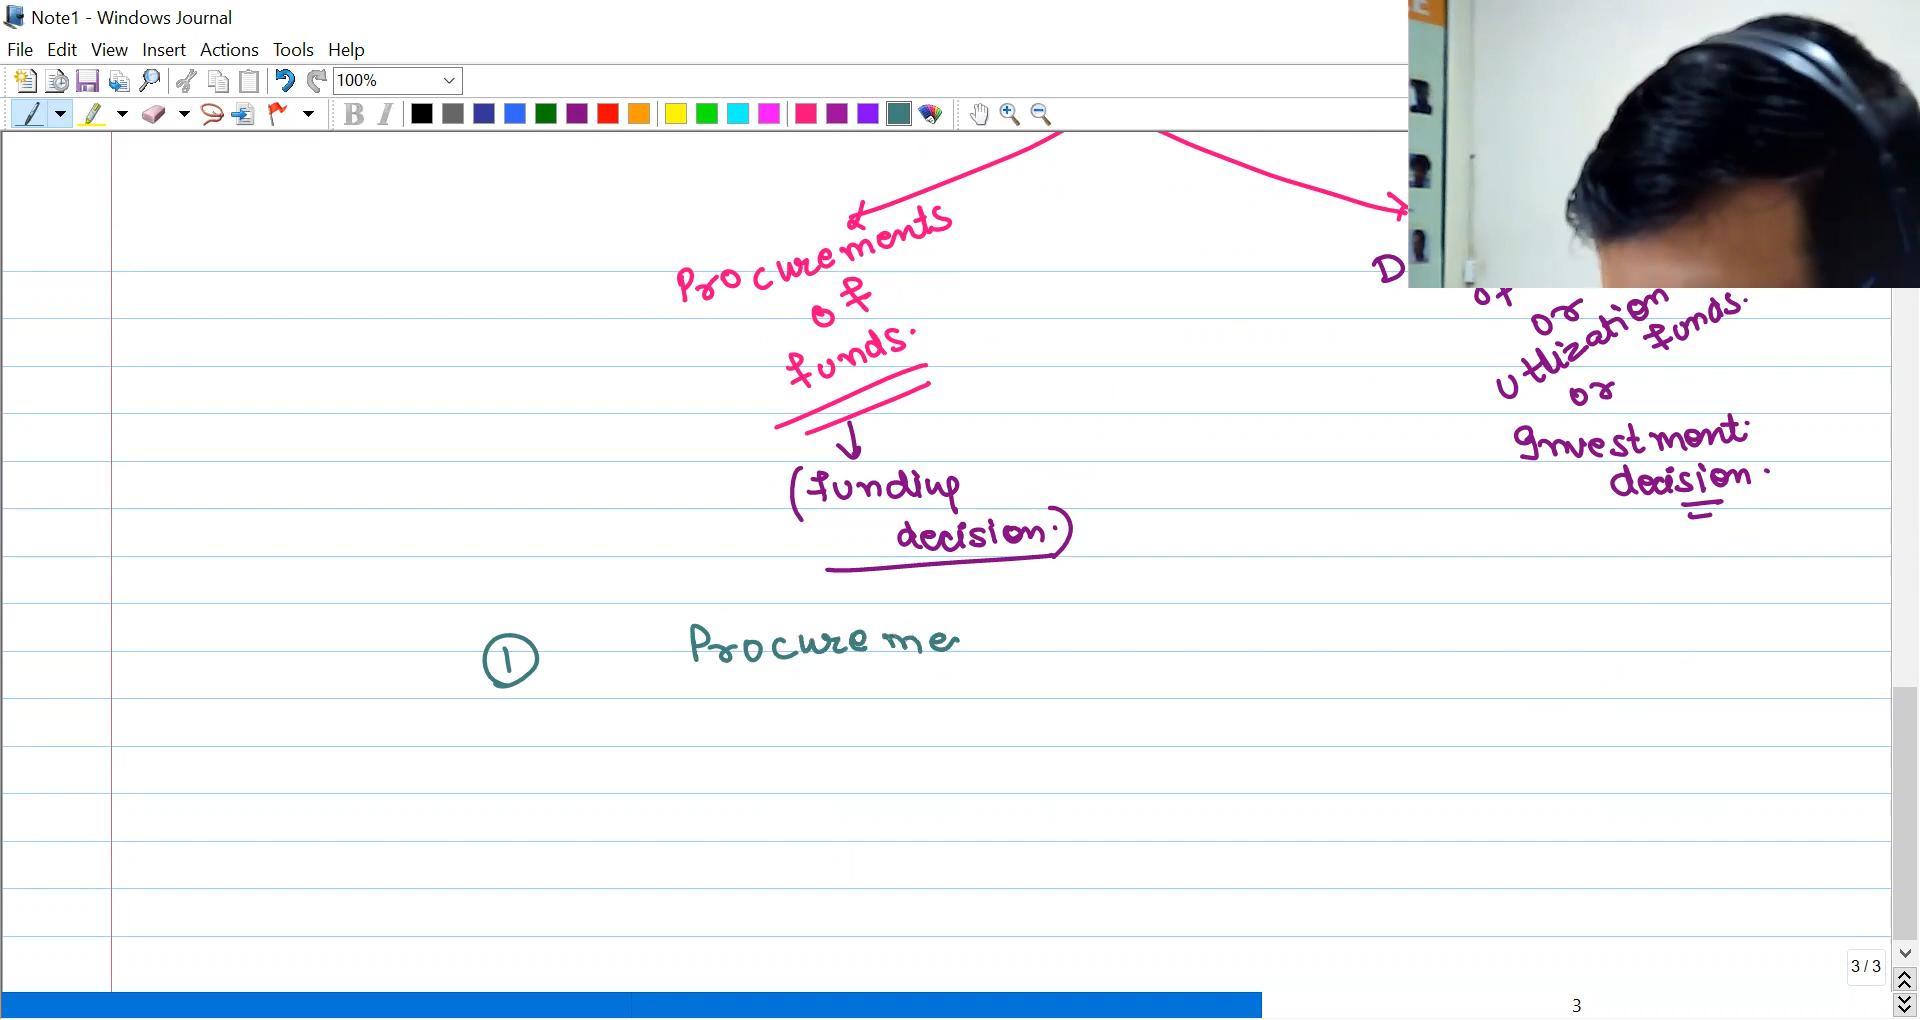 Note1 - Windows Journal
File Edit View Insert Actions Tools Help
100%
B I
Procurements
of
funds.
(funding
decision.)
D
of
or
utlization
funds.
or
Investment
decision.
① Procureme
3 / 3
3